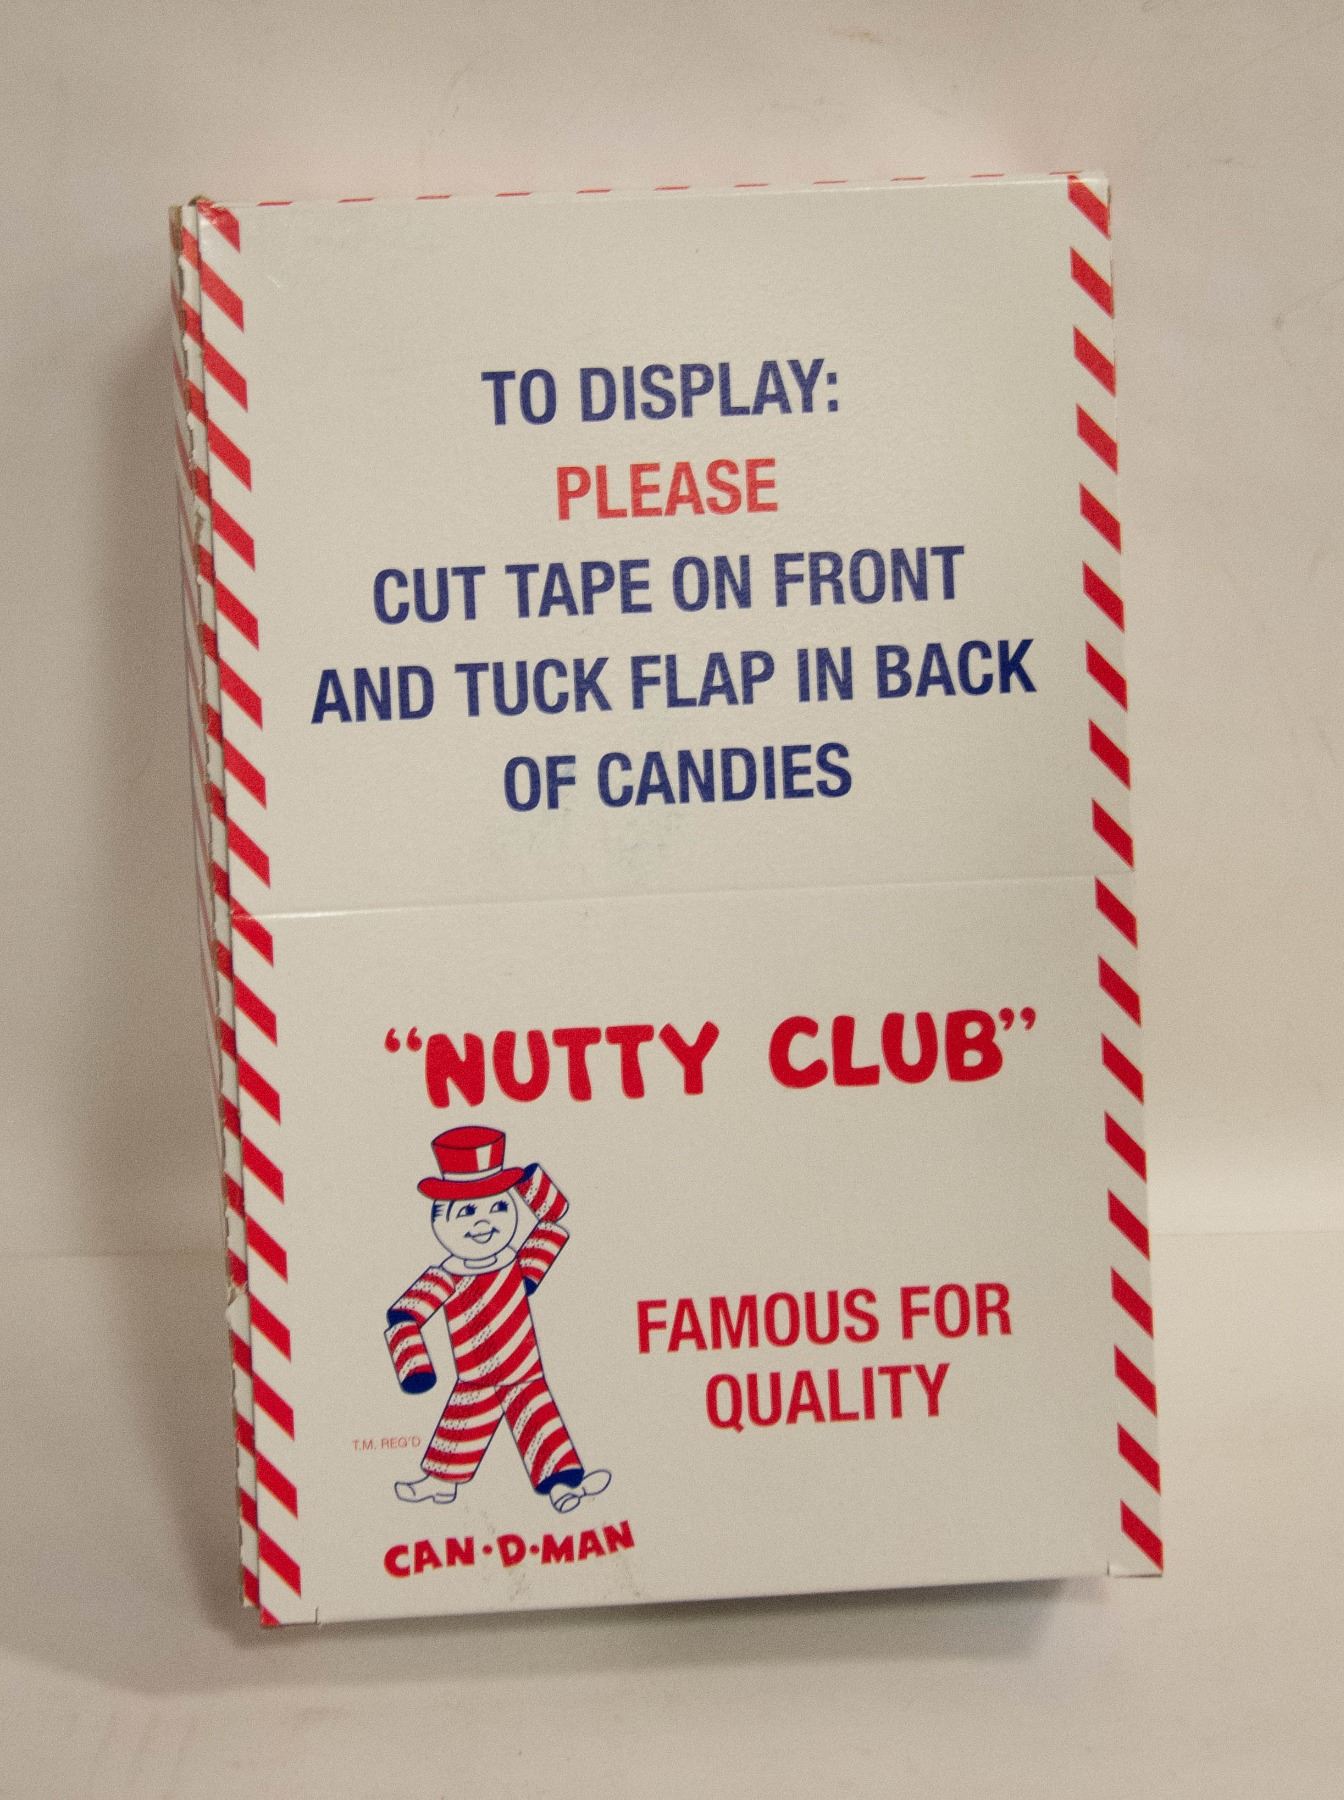 TO DISPLAY:
PLEASE
CUT TAPE ON FRONT
AND TUCK FLAP IN BACK
OF CANDIES
“NUTTY CLUB”
FAMOUS FOR
QUALITY
T.M. REG'D
CAN·D·MAN